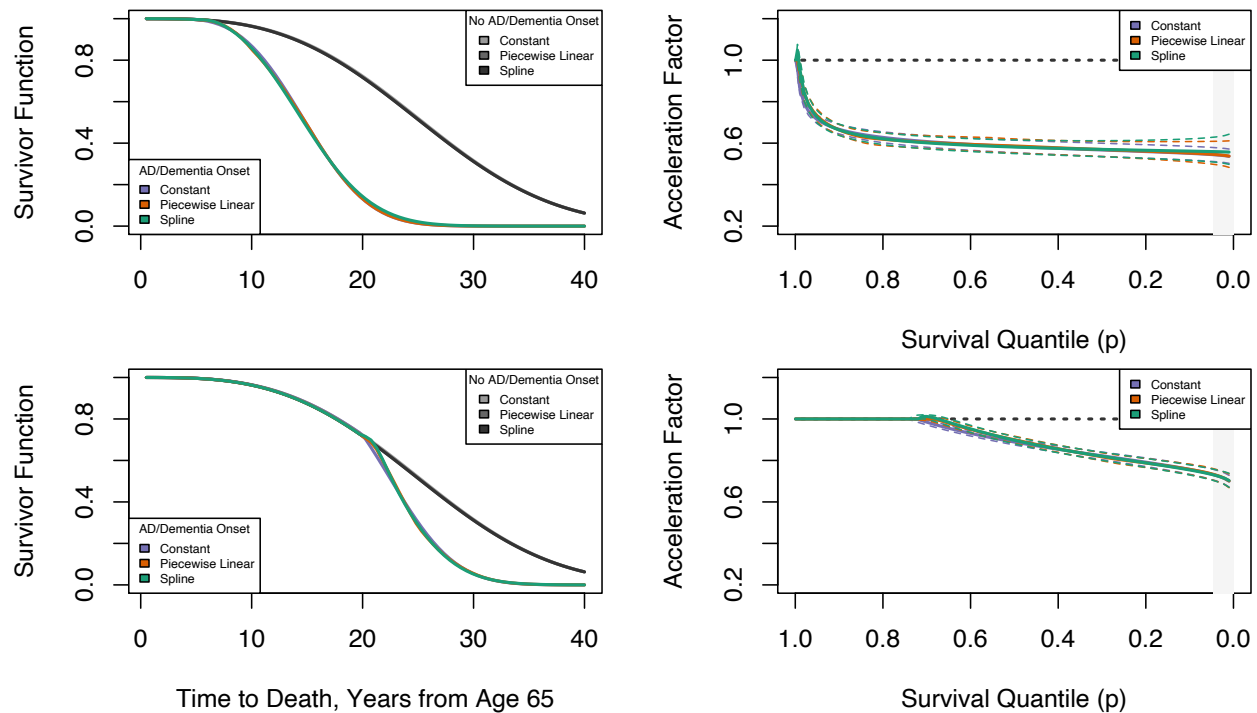 Survivor Function
0.0 0.4 0.8
0 10 20 30 40
No AD/Dementia Onset
Constant
Piecewise Linear
Spline
AD/Dementia Onset
Constant
Piecewise Linear
Spline
Acceleration Factor
0.2 0.6 1.0
1.0 0.8 0.6 0.4 0.2 0.0
Survival Quantile (p)
Constant
Piecewise Linear
Spline
Survivor Function
0.0 0.4 0.8
0 10 20 30 40
Time to Death, Years from Age 65
No AD/Dementia Onset
Constant
Piecewise Linear
Spline
AD/Dementia Onset
Constant
Piecewise Linear
Spline
Acceleration Factor
0.2 0.6 1.0
1.0 0.8 0.6 0.4 0.2 0.0
Survival Quantile (p)
Constant
Piecewise Linear
Spline